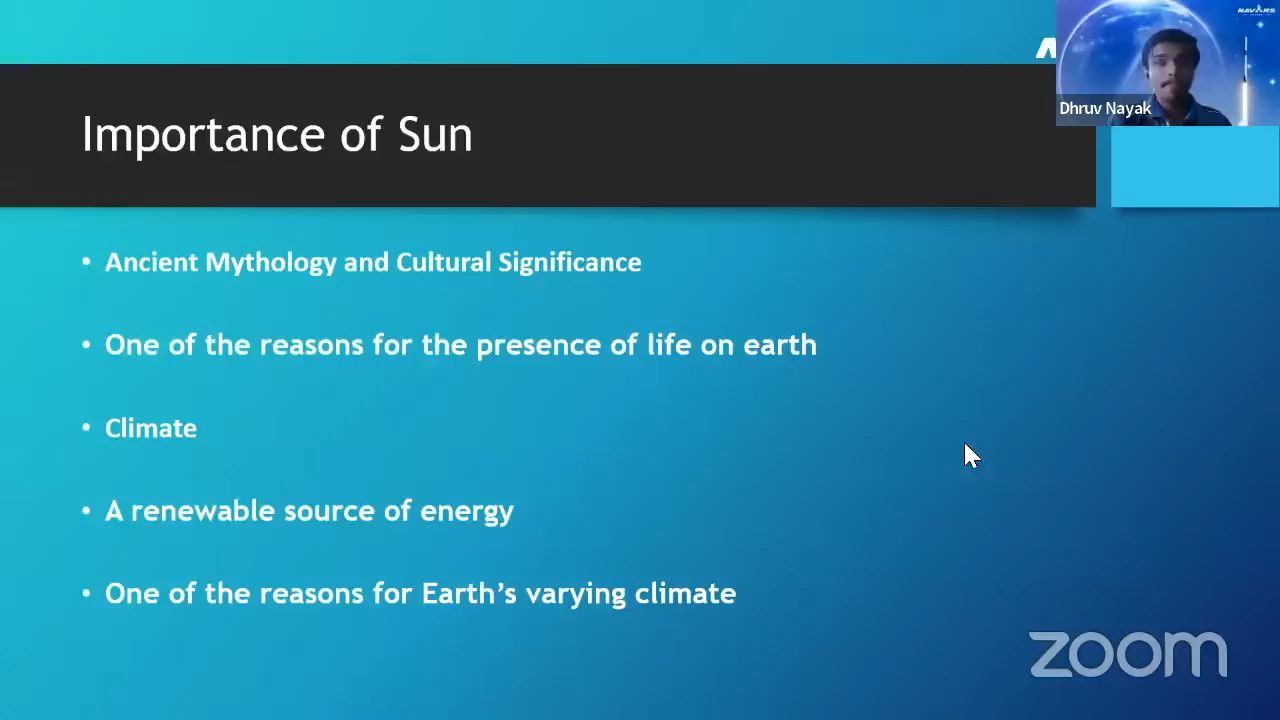 NAVARS
Dhruv Nayak
Importance of Sun
• Ancient Mythology and Cultural Significance
• One of the reasons for the presence of life on earth
• Climate
• A renewable source of energy
• One of the reasons for Earth's varying climate
zoom